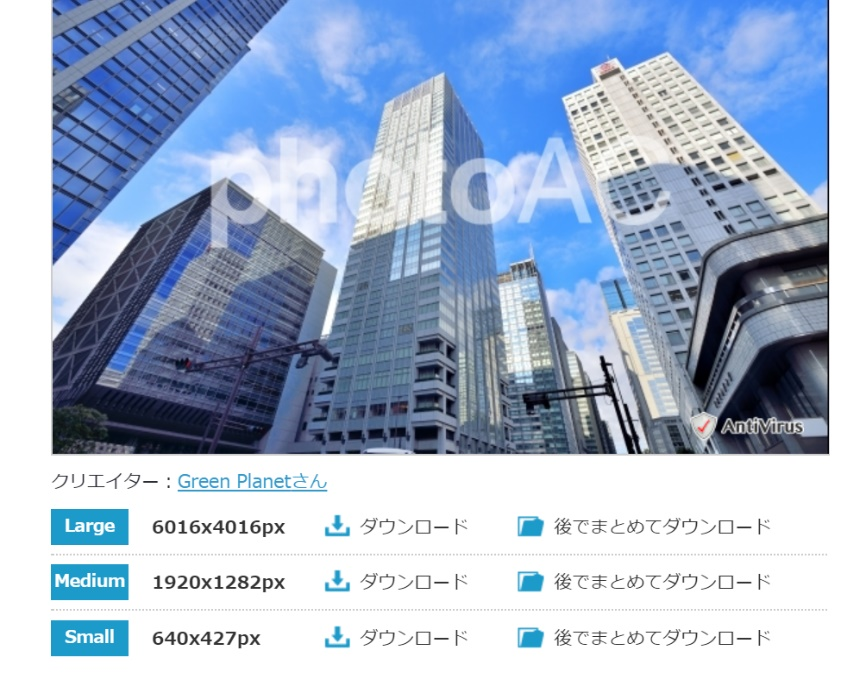 photoAC
AntiVirus
クリエイター：Green Planetさん
Large 6016x4016px ダウンロード 後でまとめてダウンロード
Medium 1920x1282px ダウンロード 後でまとめてダウンロード
Small 640x427px ダウンロード 後でまとめてダウンロード